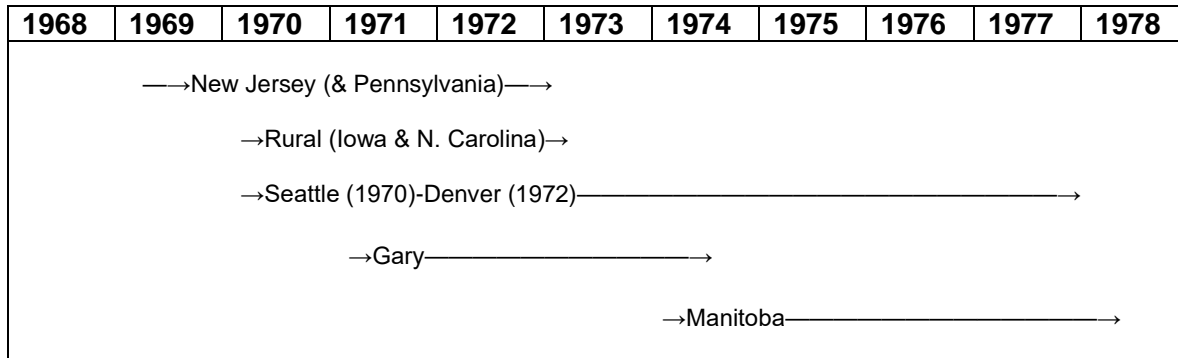 1968 1969 1970 1971 1972 1973 1974 1975 1976 1977 1978
—→New Jersey (& Pennsylvania)—→
→Rural (Iowa & N. Carolina)→
→Seattle (1970)-Denver (1972)————————————————————→
→Gary———————————→
→Manitoba—————————————→